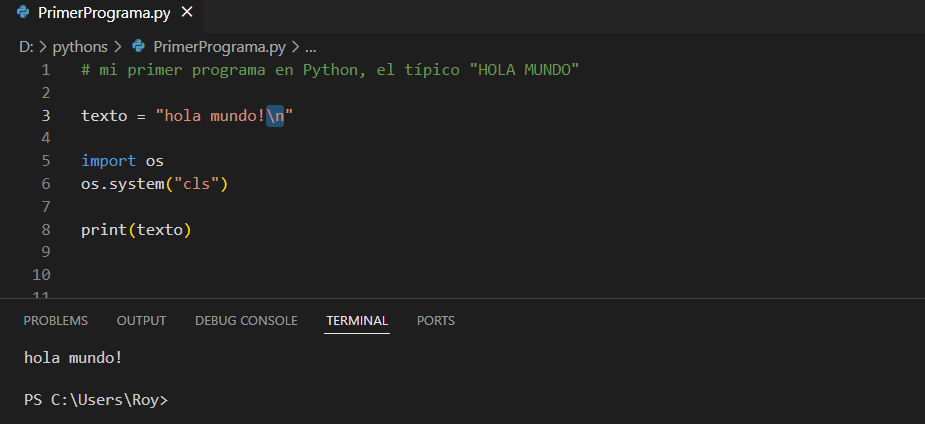 PrimerPrograma.py ×
D: > pythons > PrimerPrograma.py > ...
1 # mi primer programa en Python, el típico "HOLA MUNDO"
2
3 texto = "hola mundo!\n"
4
5 import os
6 os.system("cls")
7
8 print(texto)
9
10
11
PROBLEMS OUTPUT DEBUG CONSOLE TERMINAL PORTS
hola mundo!
PS C:\Users\Roy>